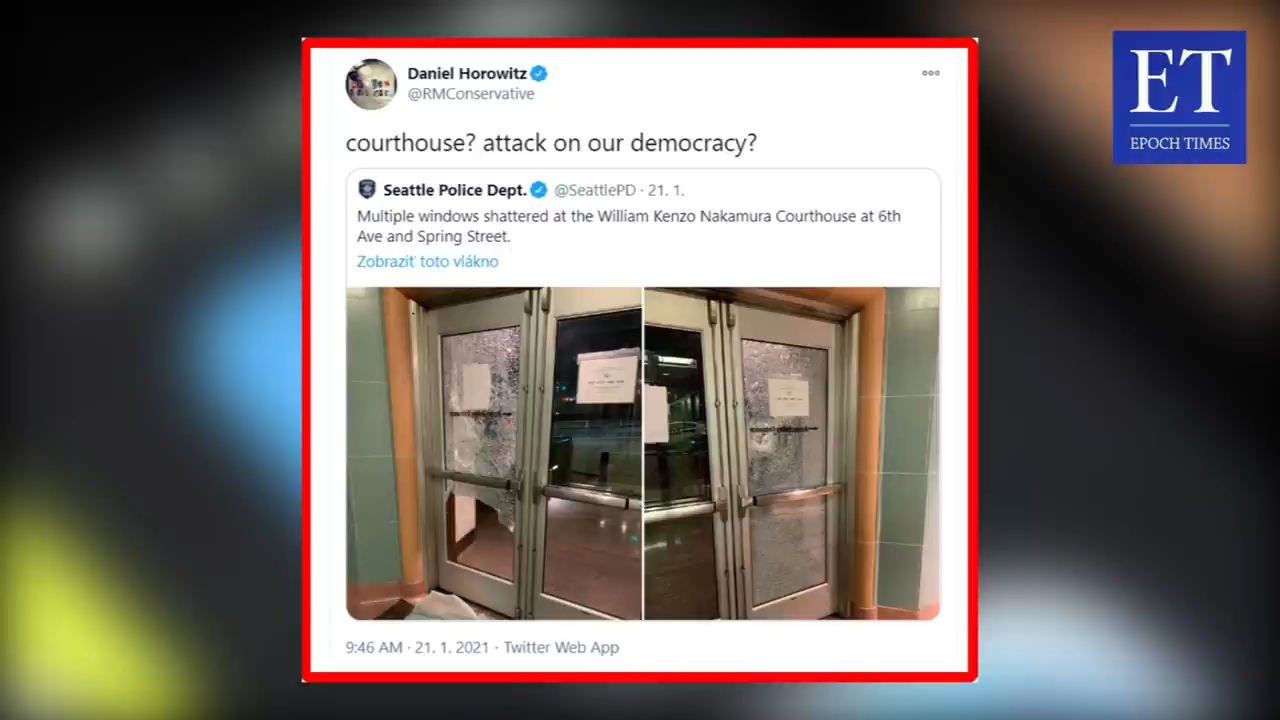 Daniel Horowitz
@RMConservative
courthouse? attack on our democracy?
Seattle Police Dept. @SeattlePD · 21. 1.
Multiple windows shattered at the William Kenzo Nakamura Courthouse at 6th
Ave and Spring Street.
Zobraziť toto vlákno
9:46 AM · 21. 1. 2021 · Twitter Web App
ET
EPOCH TIMES